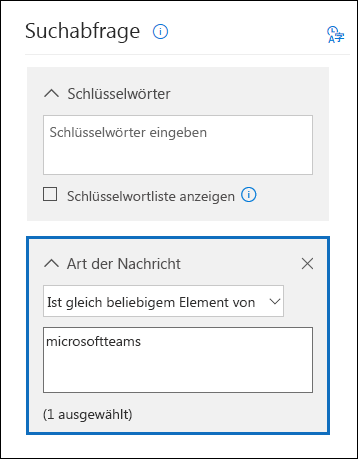 Suchabfrage
Schlüsselwörter
Schlüsselwörter eingeben
Schlüsselwortliste anzeigen
Art der Nachricht
Ist gleich beliebigem Element von
microsoftteams
(1 ausgewählt)